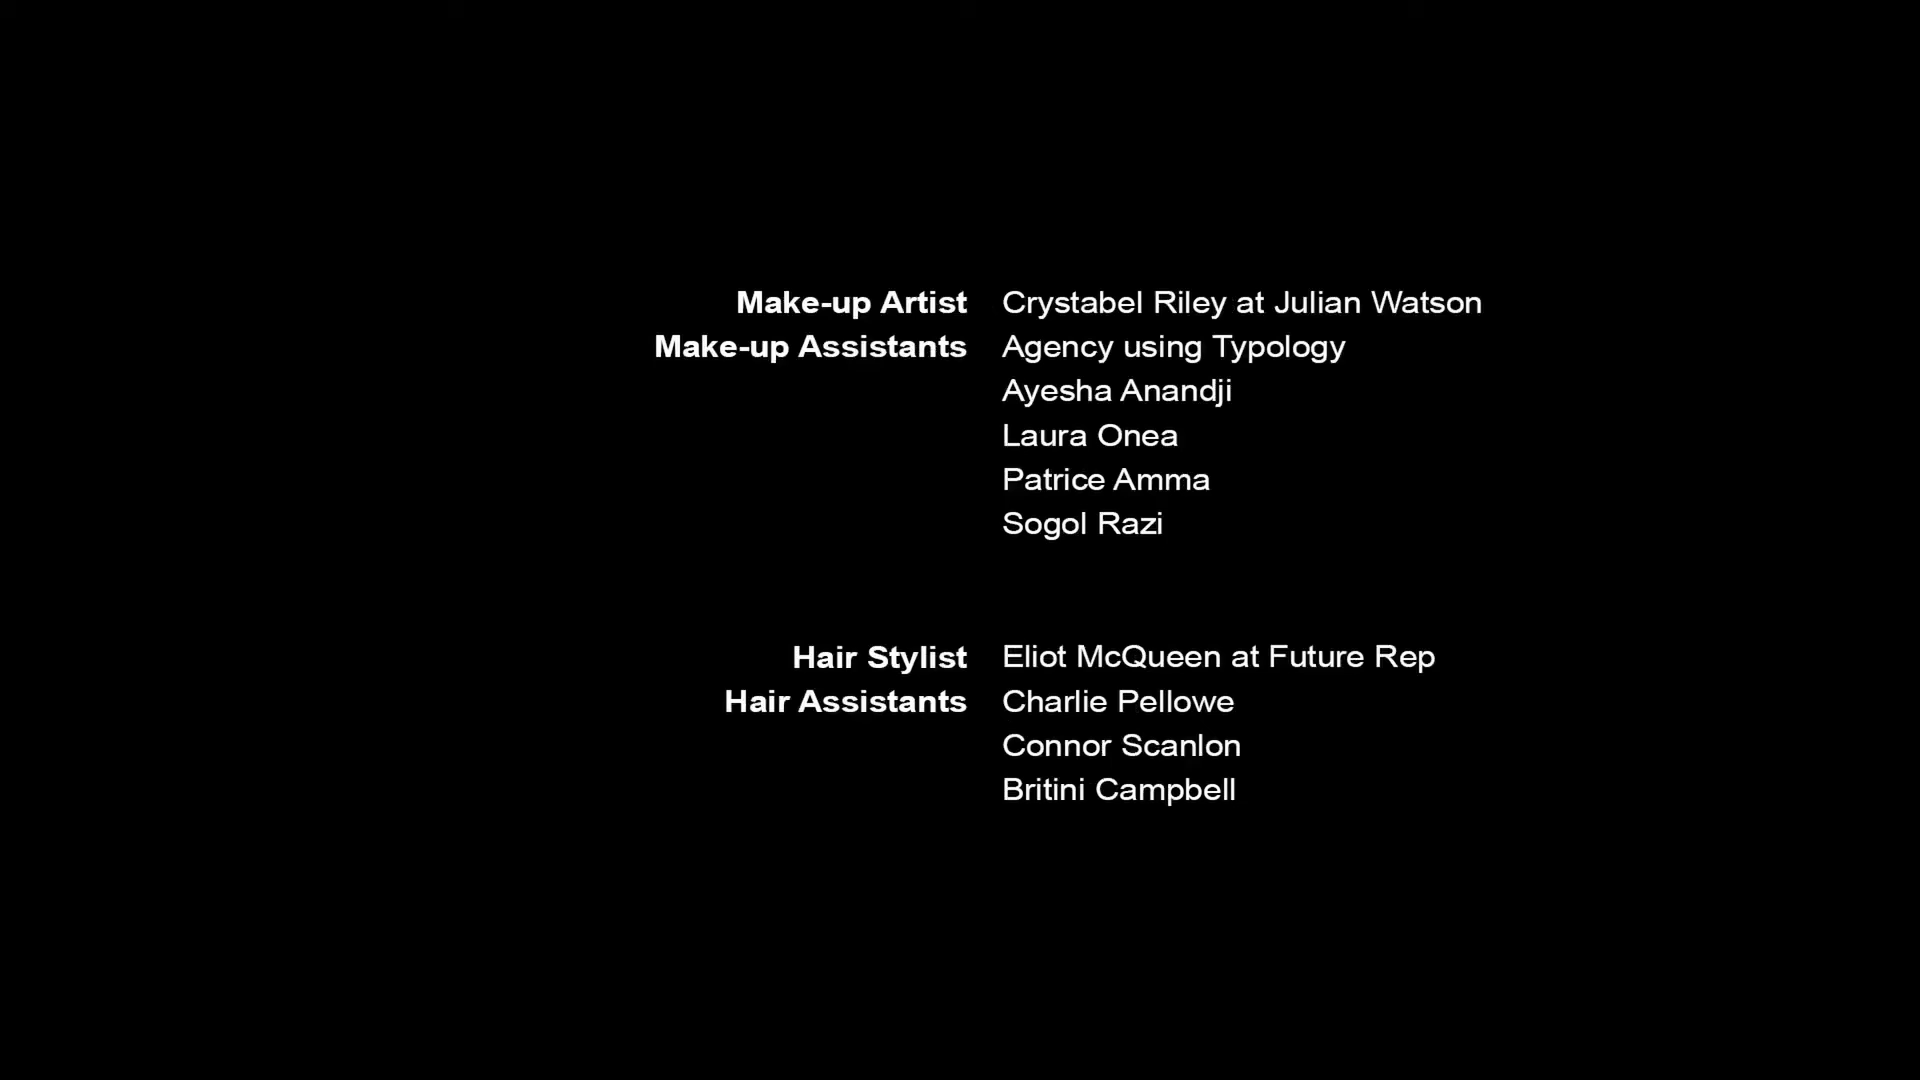 Make-up Artist Crystabel Riley at Julian Watson
Make-up Assistants Agency using Typology
Ayesha Anandji
Laura Onea
Patrice Amma
Sogol Razi
Hair Stylist Eliot McQueen at Future Rep
Hair Assistants Charlie Pellowe
Connor Scanlon
Britini Campbell